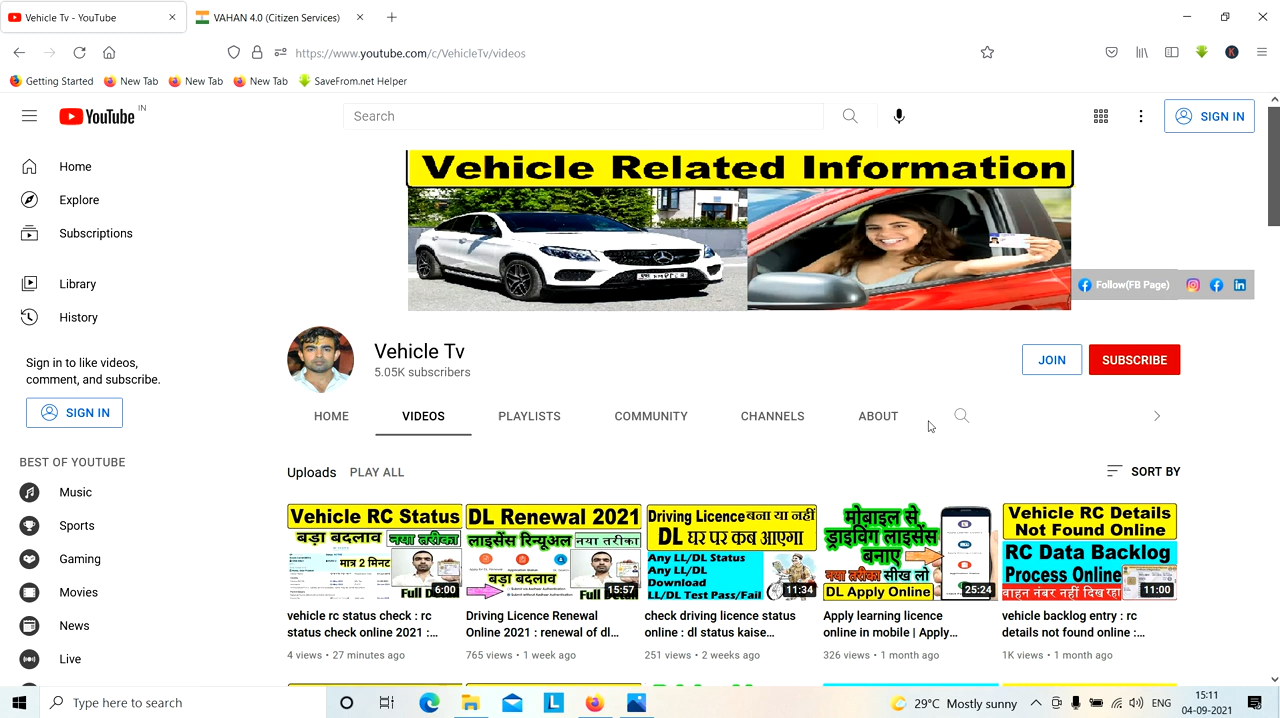 Vehicle Tv - YouTube
VAHAN 4.0 (Citizen Services)
https://www.youtube.com/c/VehicleTv/videos
Getting Started
New Tab
New Tab
New Tab
SaveFrom.net Helper
YouTube IN
Search
SIGN IN
Home
Explore
Subscriptions
Library
History
Sign in to like videos,
comment, and subscribe.
SIGN IN
BEST OF YOUTUBE
Music
Sports
Gaming
News
Live
Vehicle Related Information
Follow(FB Page)
Vehicle Tv
5.05K subscribers
JOIN
SUBSCRIBE
HOME
VIDEOS
PLAYLISTS
COMMUNITY
CHANNELS
ABOUT
Uploads
PLAY ALL
SORT BY
Vehicle RC Status
बड़ा बदलाव नया तरीका
मात्र 2 मिनट
6:00
vehicle rc status check : rc
status check online 2021 :...
4 views • 27 minutes ago
DL Renewal 2021
लाइसेंस रिन्यूअल नया तरीका
बड़ा बदलाव
15:57
Driving Licence Renewal
Online 2021 : renewal of dl...
765 views • 1 week ago
Driving Licence बना या नहीं
DL घर पर कब आएगा
Any LL/DL Status
Any LL/DL
Download
LL/DL Test Pass/Fail
11:34
check driving licence status
online : dl status kaise...
251 views • 2 weeks ago
मोबाइल से
ड्राइविंग लाइसेंस
बनाए
नया तरीका सीख लो
DL Apply Online
25:24
Apply learning licence
online in mobile | Apply...
326 views • 1 month ago
Vehicle RC Details
Not Found Online
RC Data Backlog
Process Online
वाहन नंबर नहीं दिख रहा
11:00
vehicle backlog entry : rc
details not found online :...
1K views • 1 month ago
Type here to search
29°C Mostly sunny
ENG
15:11
04-09-2021